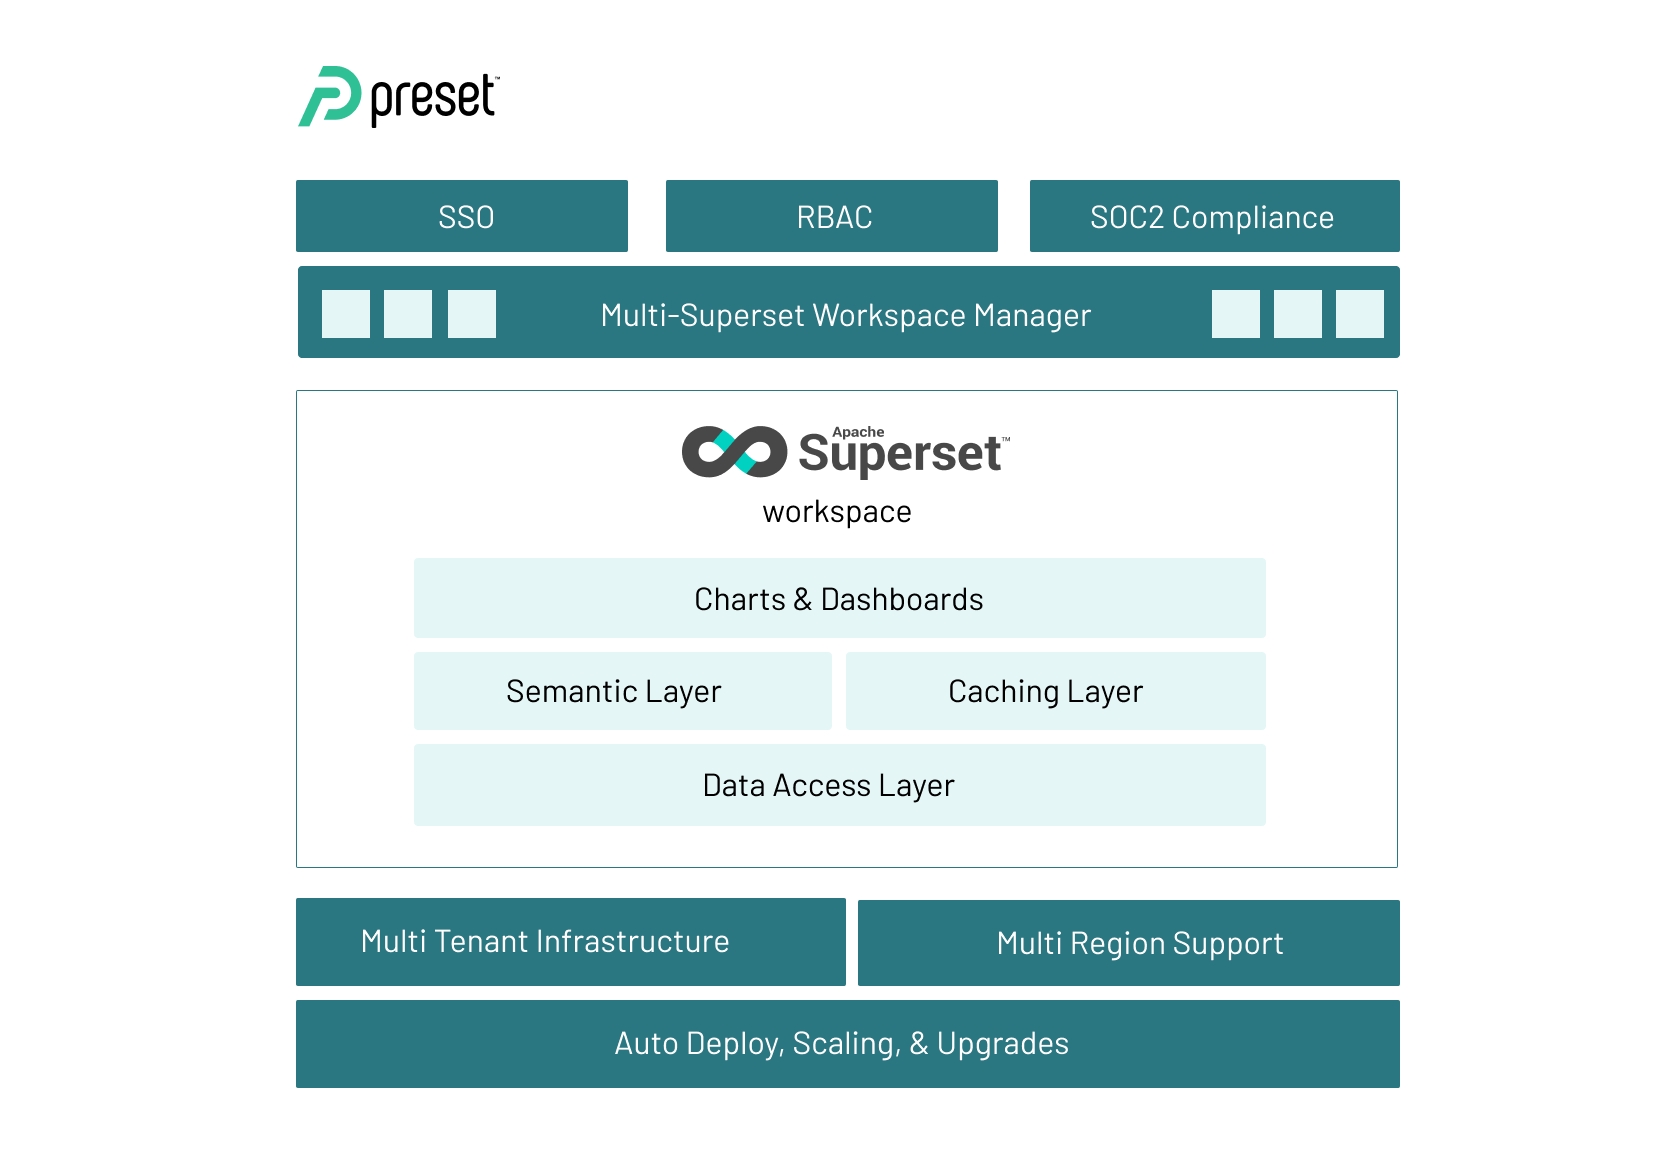 preset™
SSO
RBAC
SOC2 Compliance
Multi-Superset Workspace Manager
Apache
Superset™
workspace
Charts & Dashboards
Semantic Layer
Caching Layer
Data Access Layer
Multi Tenant Infrastructure
Multi Region Support
Auto Deploy, Scaling, & Upgrades